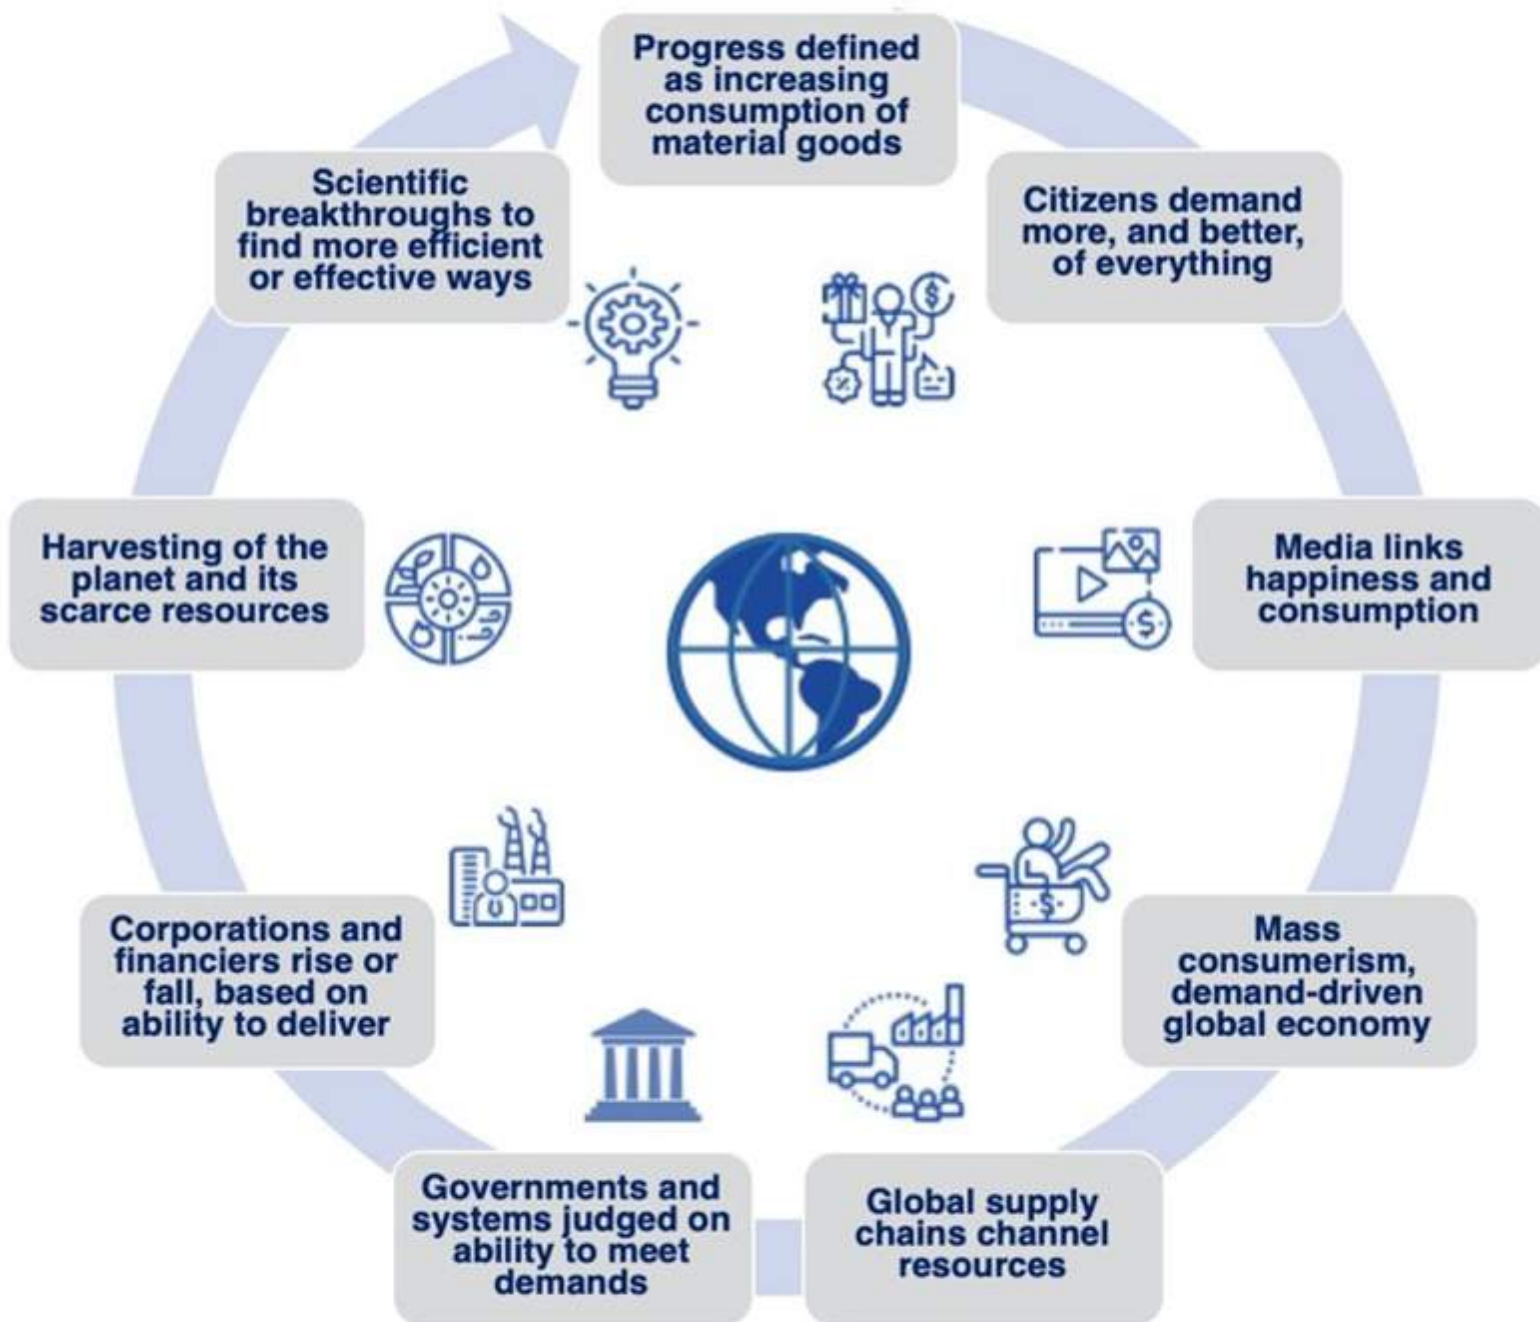 Progress defined
as increasing
consumption of
material goods
Citizens demand
more, and better,
of everything
Media links
happiness and
consumption
Mass
consumerism,
demand-driven
global economy
Global supply
chains channel
resources
Governments and
systems judged on
ability to meet
demands
Corporations and
financiers rise or
fall, based on
ability to deliver
Harvesting of the
planet and its
scarce resources
Scientific
breakthroughs to
find more efficient
or effective ways
$
%
$
$